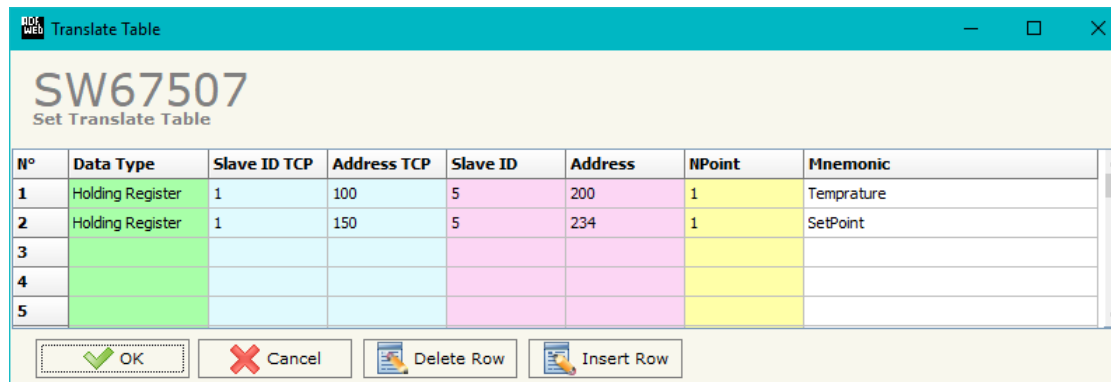 ADF WEB Translate Table
SW67507
Set Translate Table
N° Data Type Slave ID TCP Address TCP Slave ID Address NPoint Mnemonic
1 Holding Register 1 100 5 200 1 Temprature
2 Holding Register 1 150 5 234 1 SetPoint
3
4
5
OK Cancel Delete Row Insert Row